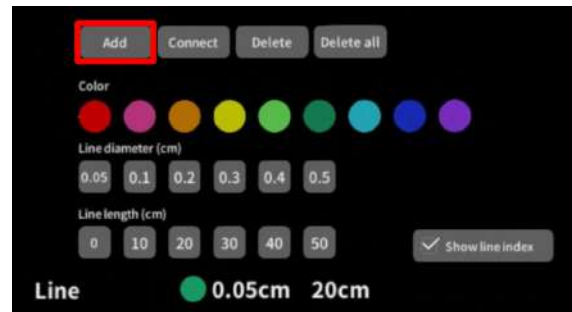 Add Connect Delete Delete all
Color
Line diameter (cm)
0.05 0.1 0.2 0.3 0.4 0.5
Line length (cm)
0 10 20 30 40 50 Show line index
Line 0.05cm 20cm